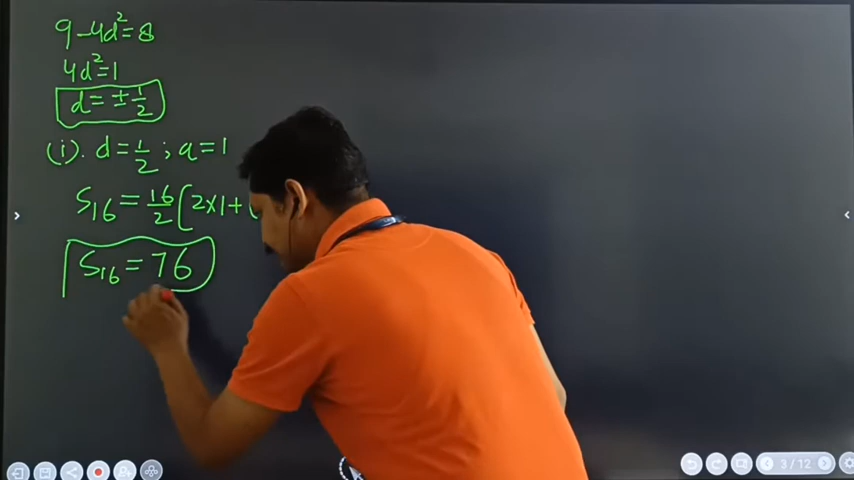 9-4d²=8
4d²=1
d=±1/2
(i). d=1/2 ; a=1
S₁₆=16/2[2×1+
S₁₆=76
3/12